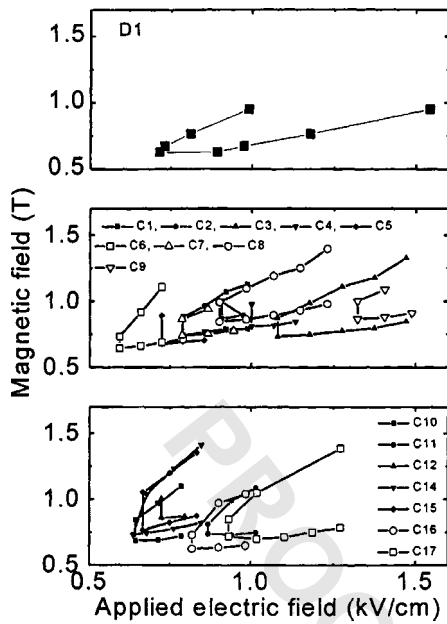 D1
1.5
1.0
0.5
C1, C2, C3, C4, C5
C6, C7, C8
C9
1.5
1.0
0.5
C10
C11
C12
C14
C15
C16
C17
1.5
1.0
0.5
0.5 1.0 1.5
Magnetic field (T)
Applied electric field (kV/cm)
PROO